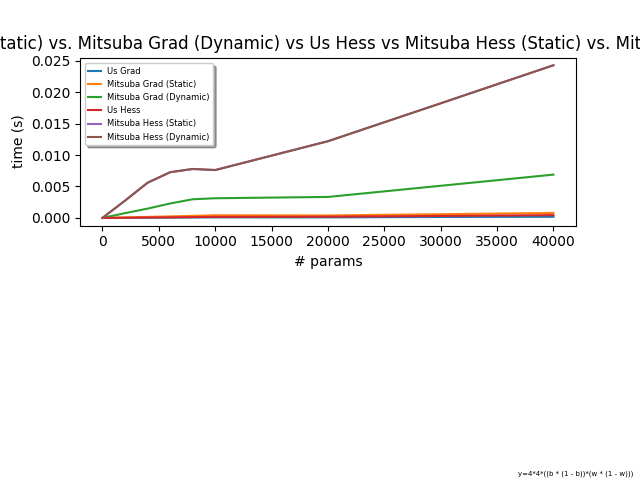 tatic) vs. Mitsuba Grad (Dynamic) vs Us Hess vs Mitsuba Hess (Static) vs. Mit
0.025
0.020
0.015
0.010
0.005
0.000
time (s)
Us Grad
Mitsuba Grad (Static)
Mitsuba Grad (Dynamic)
Us Hess
Mitsuba Hess (Static)
Mitsuba Hess (Dynamic)
0 5000 10000 15000 20000 25000 30000 35000 40000
# params
y=4*4*((b * (1 - b))*(w * (1 - w)))